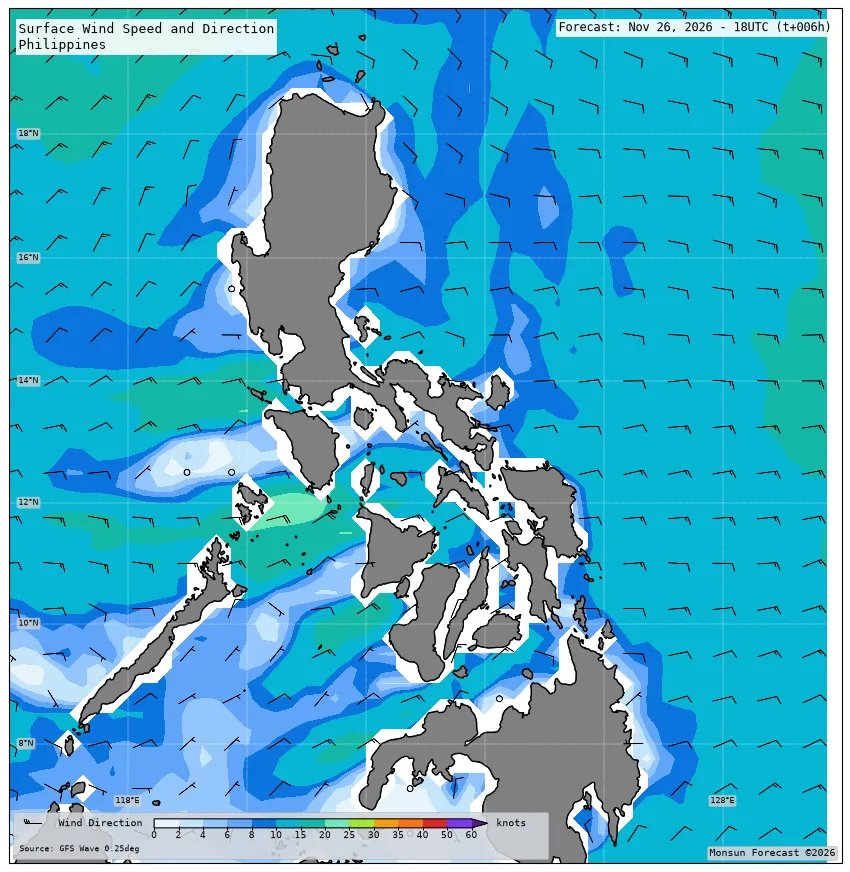 Surface Wind Speed and Direction
Philippines
Forecast: Nov 26, 2026 - 18UTC (t+006h)
18°N
16°N
14°N
12°N
10°N
8°N
118°E
128°E
Wind Direction
knots
0 2 4 6 8 10 15 20 25 30 35 40 50 60
Source: GFS Wave 0.25deg
Monsun Forecast ©2026